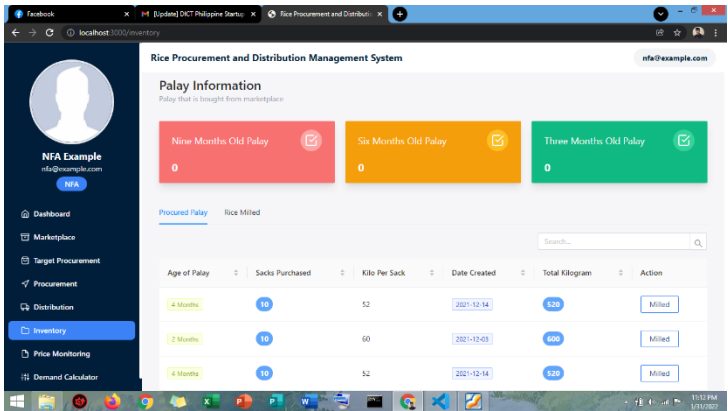 Facebook
[Update] DICT Philippine Startup
Rice Procurement and Distributi
localhost:3000/inventory
Rice Procurement and Distribution Management System
nfa@example.com
Palay Information
Palay that is bought from marketplace
Nine Months Old Palay
0
Six Months Old Palay
0
Three Months Old Palay
0
NFA Example
nfa@example.com
NFA
Dashboard
Marketplace
Target Procurement
Procurement
Distribution
Inventory
Price Monitoring
Demand Calculator
Procured Palay Rice Milled
Search...
Age of Palay Sacks Purchased Kilo Per Sack Date Created Total Kilogram Action
4 Months 10 52 2021-12-14 520 Milled
2 Months 10 60 2021-12-03 600 Milled
4 Months 10 52 2021-12-14 520 Milled
11:12 PM
1/31/2022